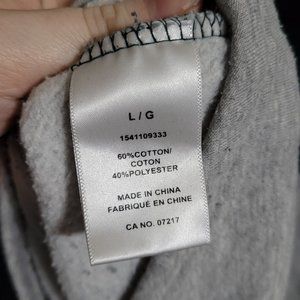 L / G
1541109333
60%COTTON/
COTON
40%POLYESTER
MADE IN CHINA
FABRIQUÉ EN CHINE
CA NO. 07217